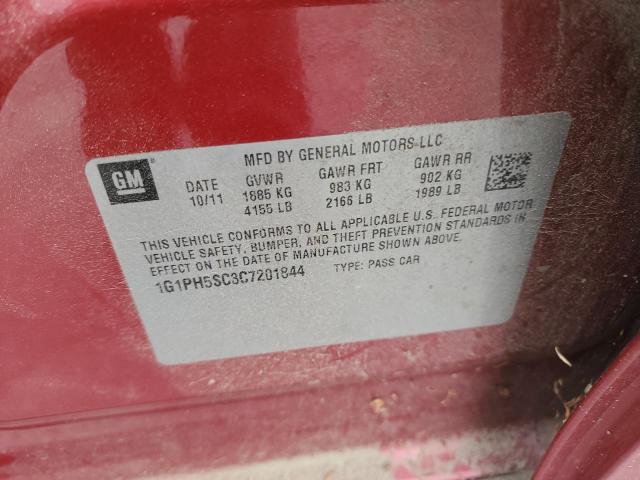 MFD BY GENERAL MOTORS LLC
GM
DATE GVWR GAWR FRT GAWR RR
10/11 1885 KG 983 KG 902 KG
4155 LB 2166 LB 1989 LB
THIS VEHICLE CONFORMS TO ALL APPLICABLE U.S. FEDERAL MOTOR
VEHICLE SAFETY, BUMPER, AND THEFT PREVENTION STANDARDS IN
EFFECT ON THE DATE OF MANUFACTURE SHOWN ABOVE.
1G1PH5SC3C7201844 TYPE: PASS CAR